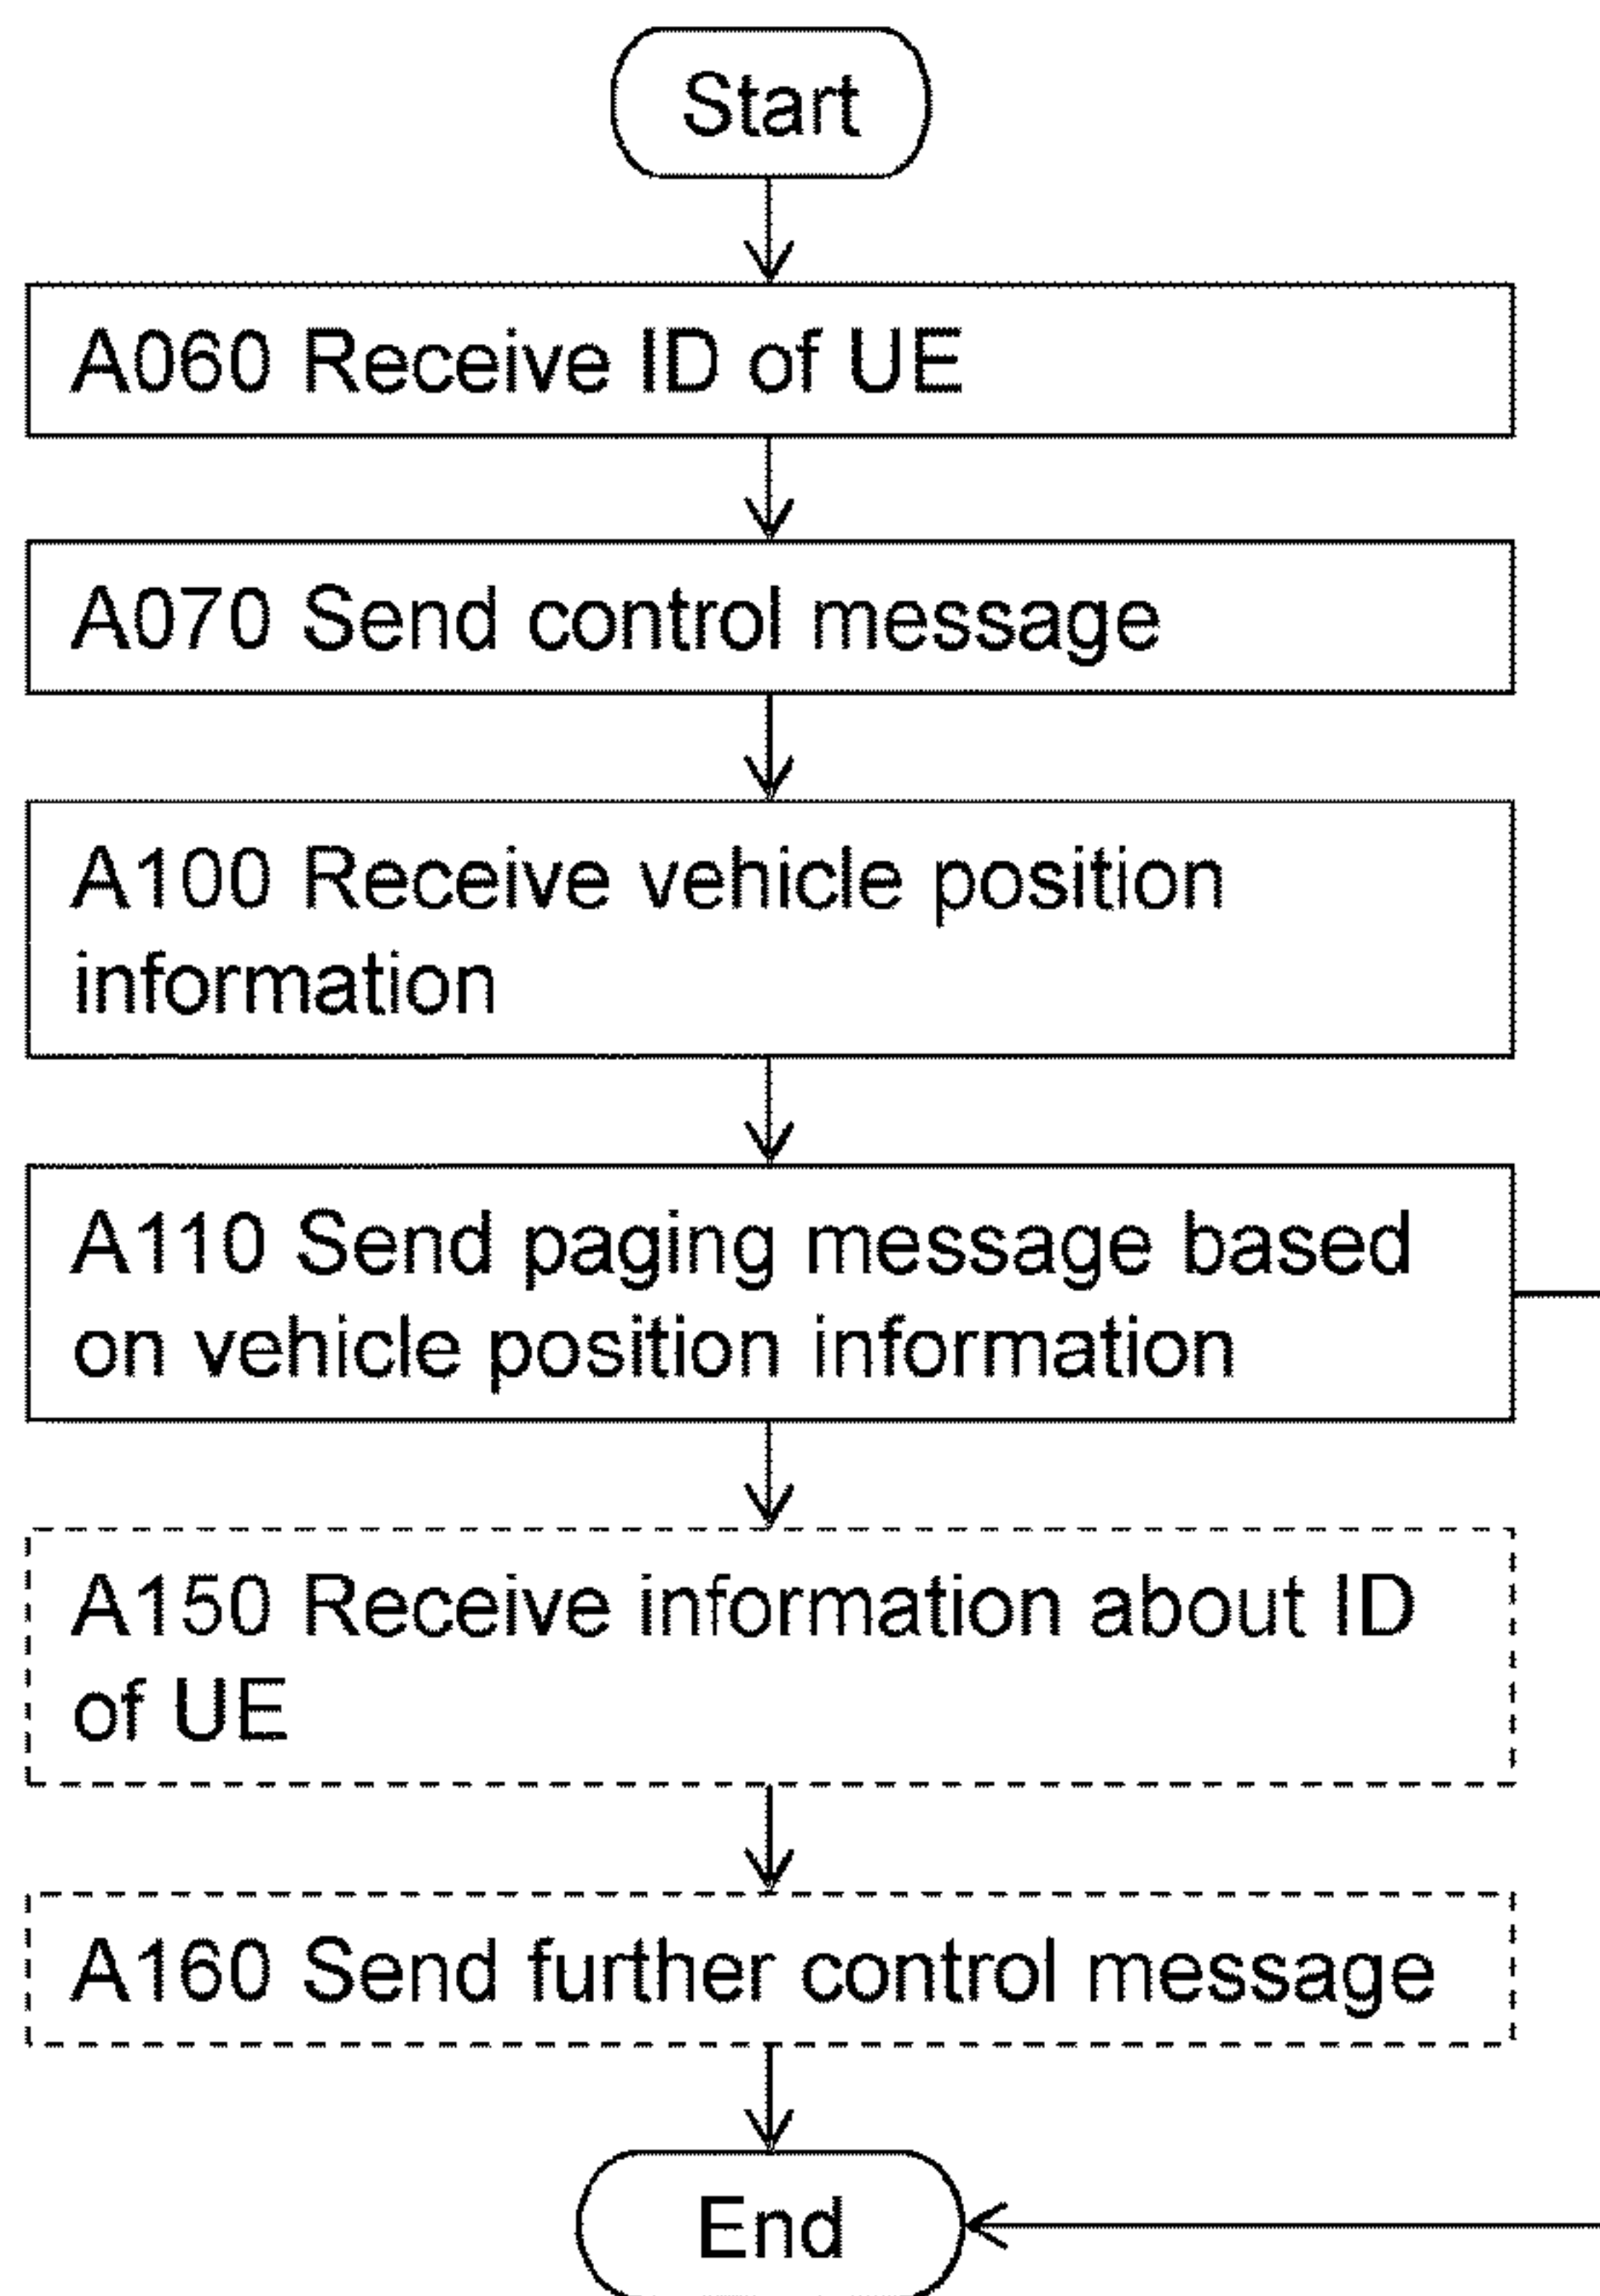 Start
A060 Receive ID of UE
A070 Send control message
A100 Receive vehicle position
information
A110 Send paging message based
on vehicle position information
A150 Receive information about ID
of UE
A160 Send further control message
End